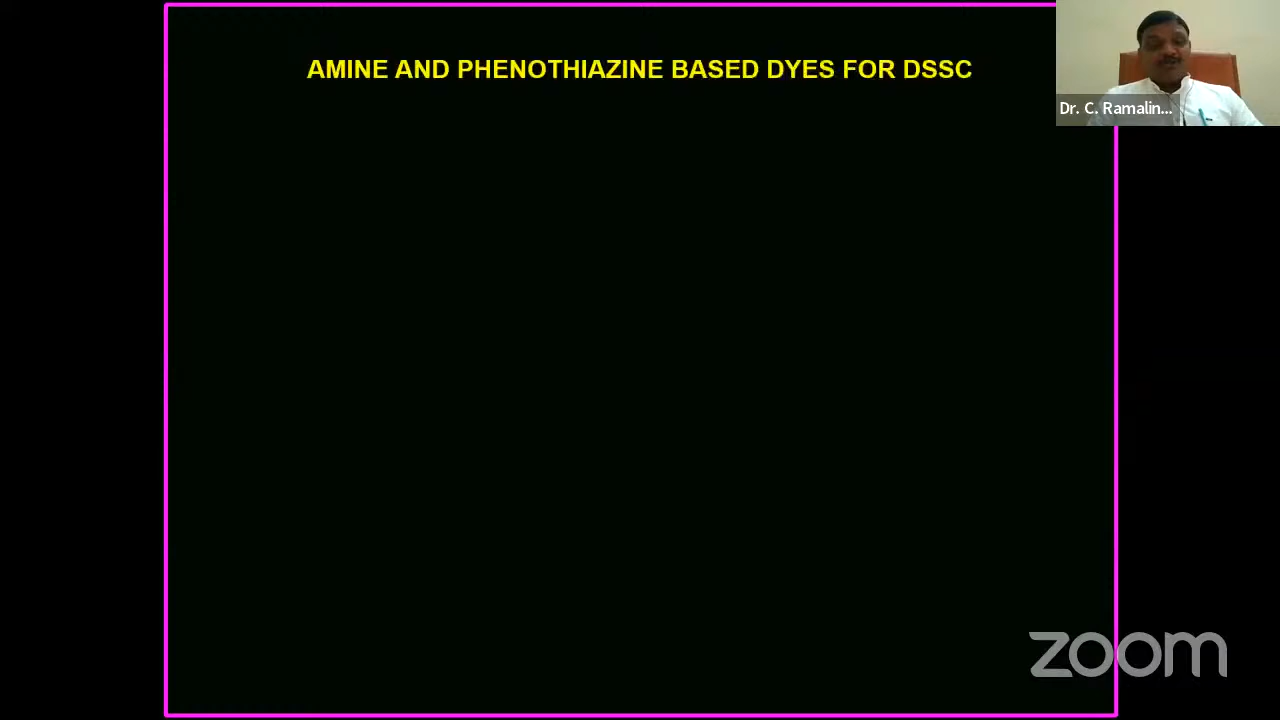 AMINE AND PHENOTHIAZINE BASED DYES FOR DSSC
Dr. C. Ramalin...
zoom